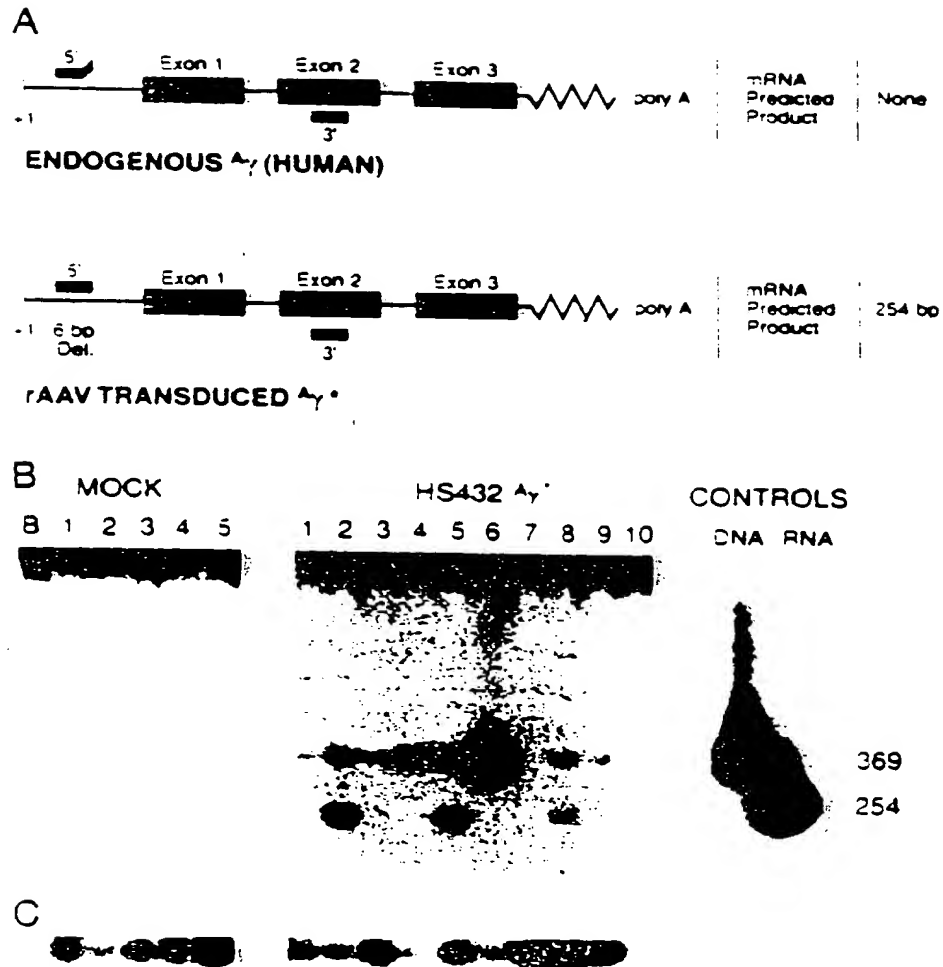 A
5'
Exon 1 Exon 2 Exon 3
poly A
mRNA
Predicted
Product
None
+1
3'
ENDOGENOUS Aγ (HUMAN)
5'
Exon 1 Exon 2 Exon 3
poly A
mRNA
Predicted
Product
254 bp
+1 6 bp
Del.
3'
rAAV TRANSDUCED Aγ *
B
MOCK HS432 Aγ * CONTROLS
B 1 2 3 4 5 1 2 3 4 5 6 7 8 9 10 DNA RNA
369
254
C